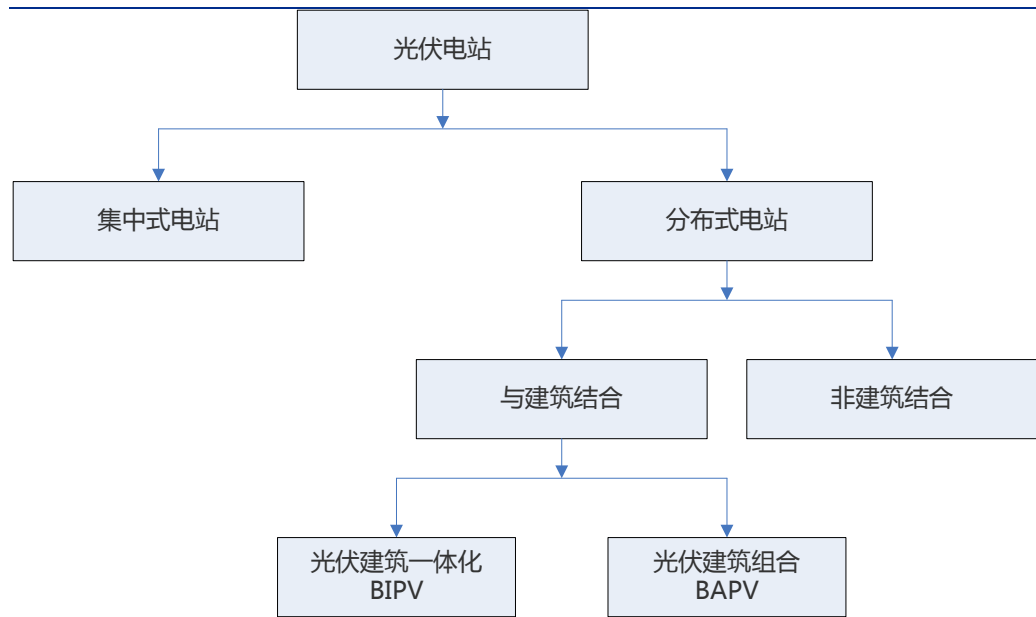 光伏电站
集中式电站
分布式电站
与建筑结合
非建筑结合
光伏建筑一体化
BIPV
光伏建筑组合
BAPV